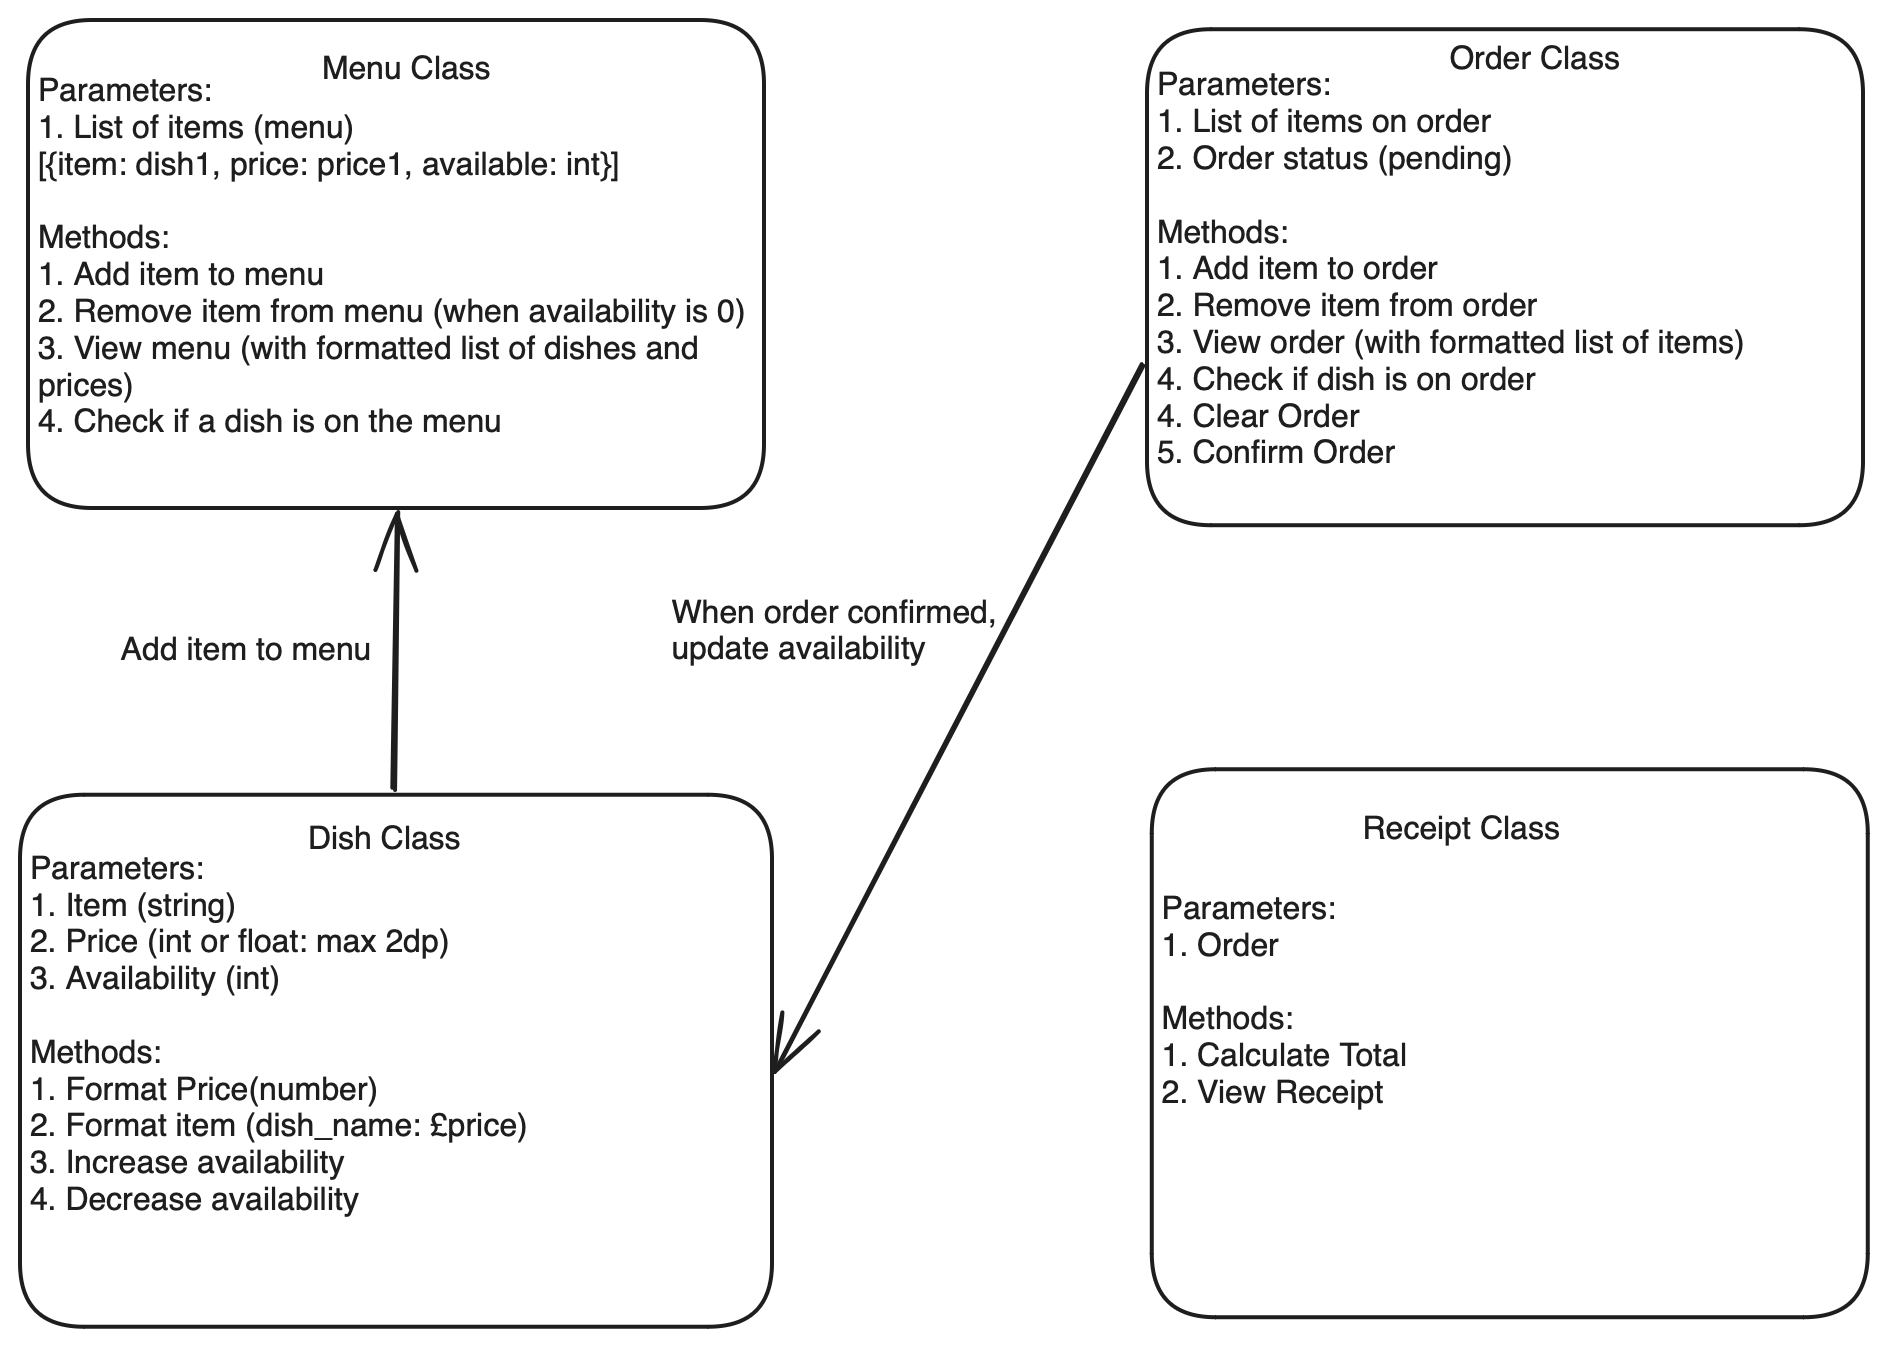 Menu Class
Parameters:
1. List of items (menu)
[{item: dish1, price: price1, available: int}]
Methods:
1. Add item to menu
2. Remove item from menu (when availability is 0)
3. View menu (with formatted list of dishes and
prices)
4. Check if a dish is on the menu
Order Class
Parameters:
1. List of items on order
2. Order status (pending)
Methods:
1. Add item to order
2. Remove item from order
3. View order (with formatted list of items)
4. Check if dish is on order
4. Clear Order
5. Confirm Order
Add item to menu
When order confirmed,
update availability
Dish Class
Parameters:
1. Item (string)
2. Price (int or float: max 2dp)
3. Availability (int)
Methods:
1. Format Price(number)
2. Format item (dish_name: £price)
3. Increase availability
4. Decrease availability
Receipt Class
Parameters:
1. Order
Methods:
1. Calculate Total
2. View Receipt